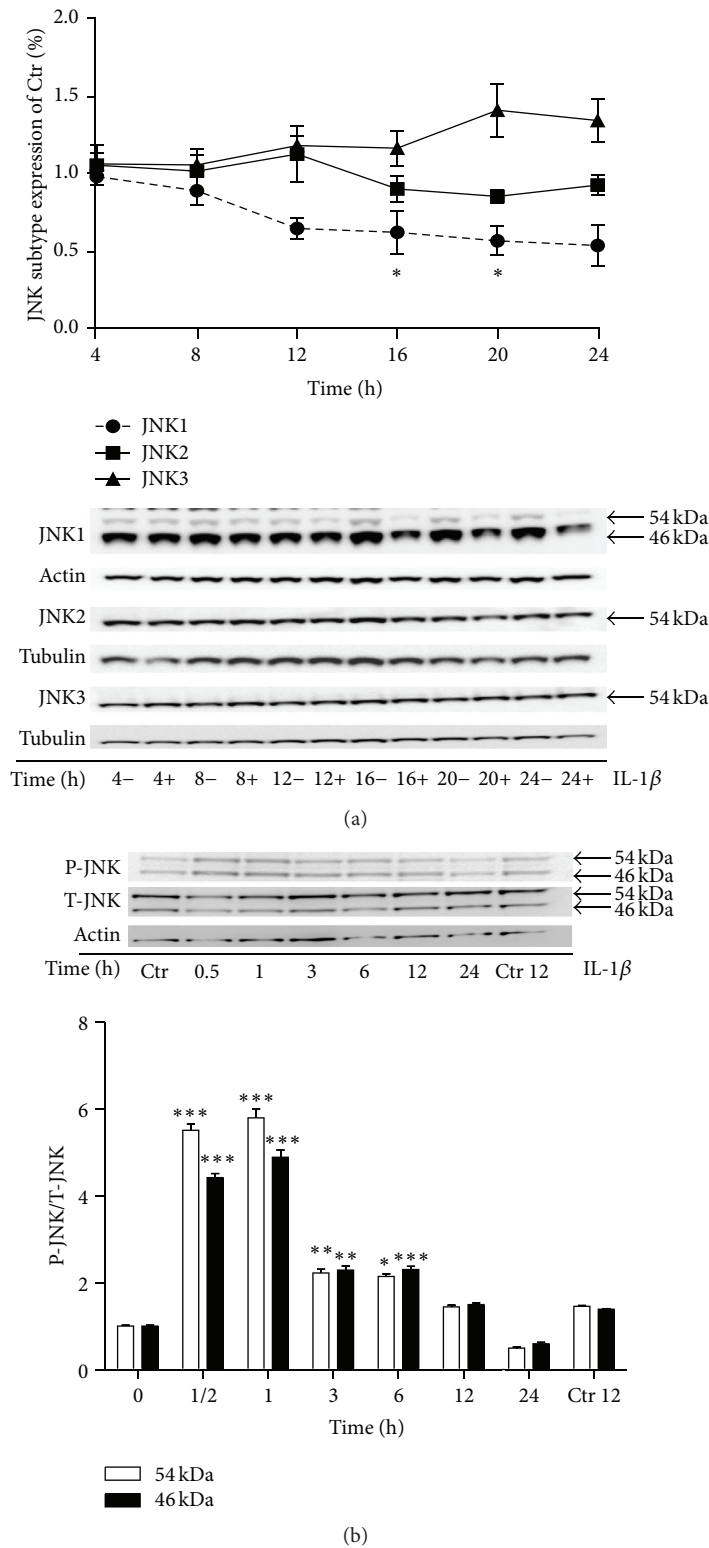 JNK subtype expression of Ctr (%)
2.0
1.5
1.0
0.5
0.0
4 8 12 16 20 24
* *
Time (h)
JNK1
JNK2
JNK3
54 kDa
JNK1 46 kDa
Actin
JNK2 54 kDa
Tubulin
JNK3 54 kDa
Tubulin
Time (h) 4− 4+ 8− 8+ 12− 12+ 16− 16+ 20− 20+ 24− 24+ IL-1β
(a)
P-JNK 54 kDa
46 kDa
T-JNK 54 kDa
46 kDa
Actin
Time (h) Ctr 0.5 1 3 6 12 24 Ctr 12 IL-1β
P-JNK/T-JNK
8
6
4
2
0
*** ***
*** ***
** ** * ***
0 1/2 1 3 6 12 24 Ctr 12
Time (h)
54 kDa
46 kDa
(b)